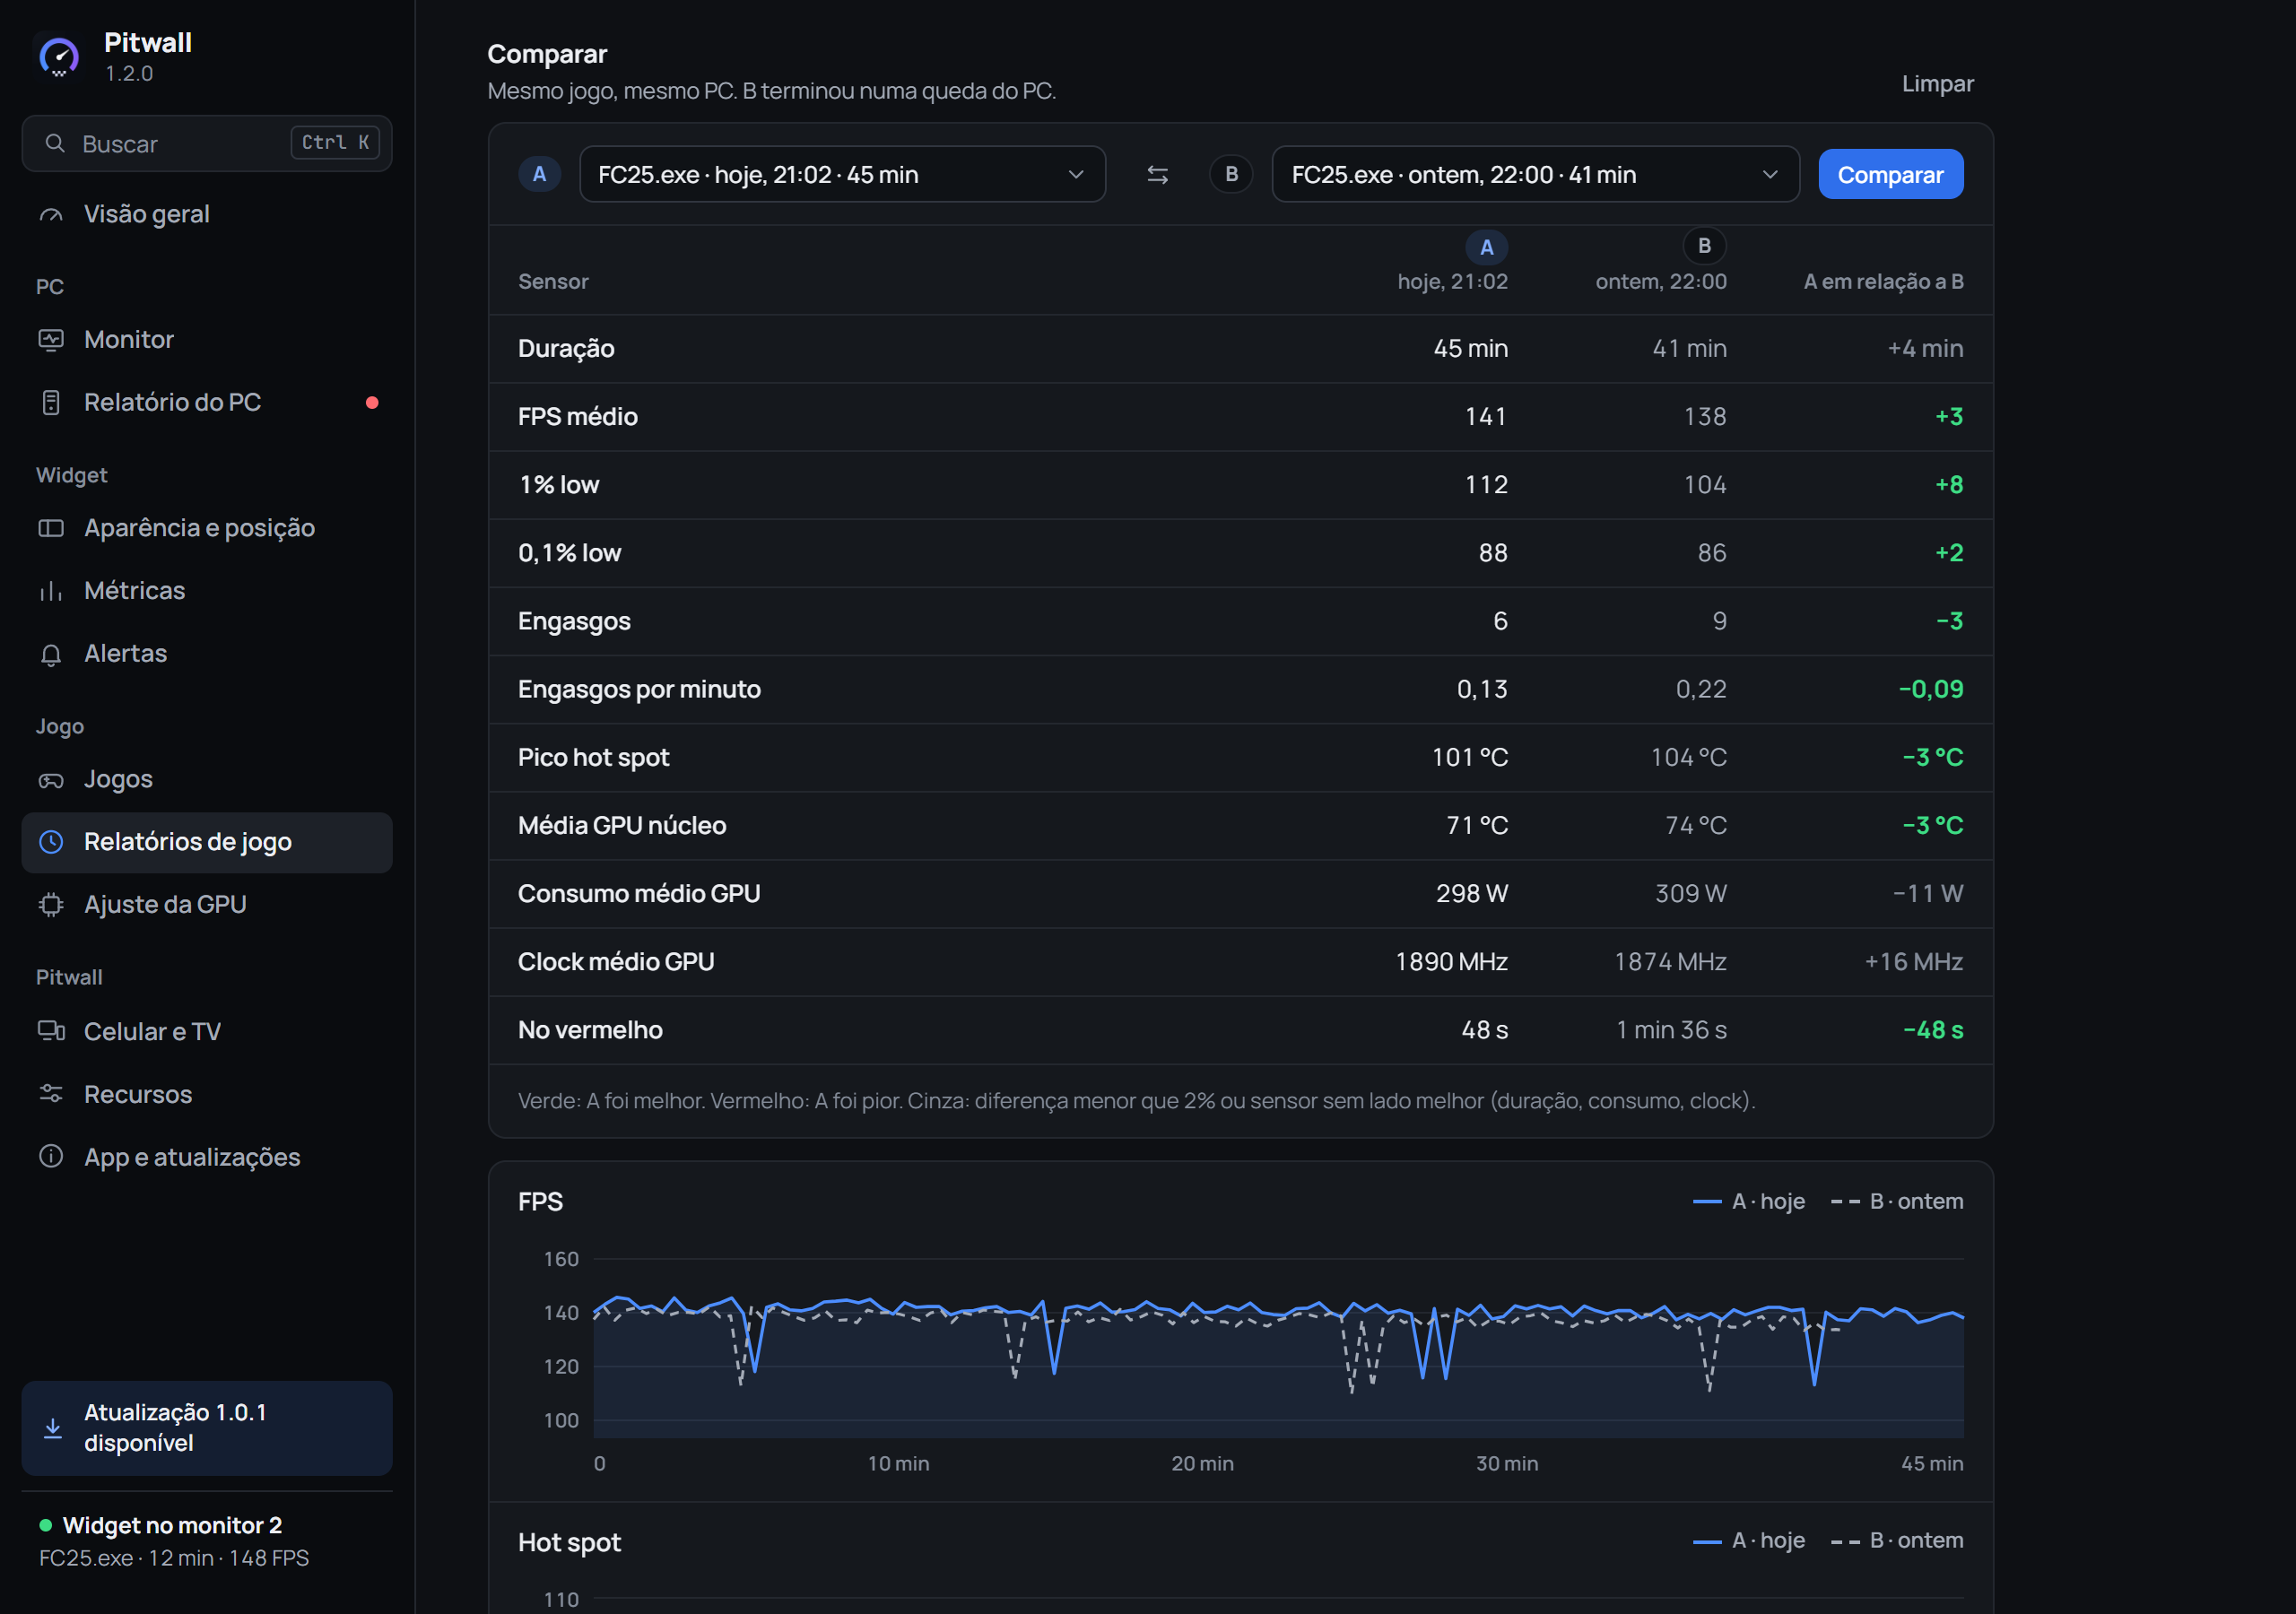 Pitwall
1.2.0
Buscar
Ctrl K
Visão geral
PC
Monitor
Relatório do PC
Widget
Aparência e posição
Métricas
Alertas
Jogo
Jogos
Relatórios de jogo
Ajuste da GPU
Pitwall
Celular e TV
Recursos
App e atualizações
Atualização 1.0.1
disponível
Widget no monitor 2
FC25.exe · 12 min · 148 FPS
Comparar
Mesmo jogo, mesmo PC. B terminou numa queda do PC.
Limpar
A FC25.exe · hoje, 21:02 · 45 min B FC25.exe · ontem, 22:00 · 41 min Comparar
A B
Sensor hoje, 21:02 ontem, 22:00 A em relação a B
Duração 45 min 41 min +4 min
FPS médio 141 138 +3
1% low 112 104 +8
0,1% low 88 86 +2
Engasgos 6 9 −3
Engasgos por minuto 0,13 0,22 −0,09
Pico hot spot 101 °C 104 °C −3 °C
Média GPU núcleo 71 °C 74 °C −3 °C
Consumo médio GPU 298 W 309 W −11 W
Clock médio GPU 1890 MHz 1874 MHz +16 MHz
No vermelho 48 s 1 min 36 s −48 s
Verde: A foi melhor. Vermelho: A foi pior. Cinza: diferença menor que 2% ou sensor sem lado melhor (duração, consumo, clock).
FPS A · hoje B · ontem
160
140
120
100
0 10 min 20 min 30 min 45 min
Hot spot A · hoje B · ontem
110